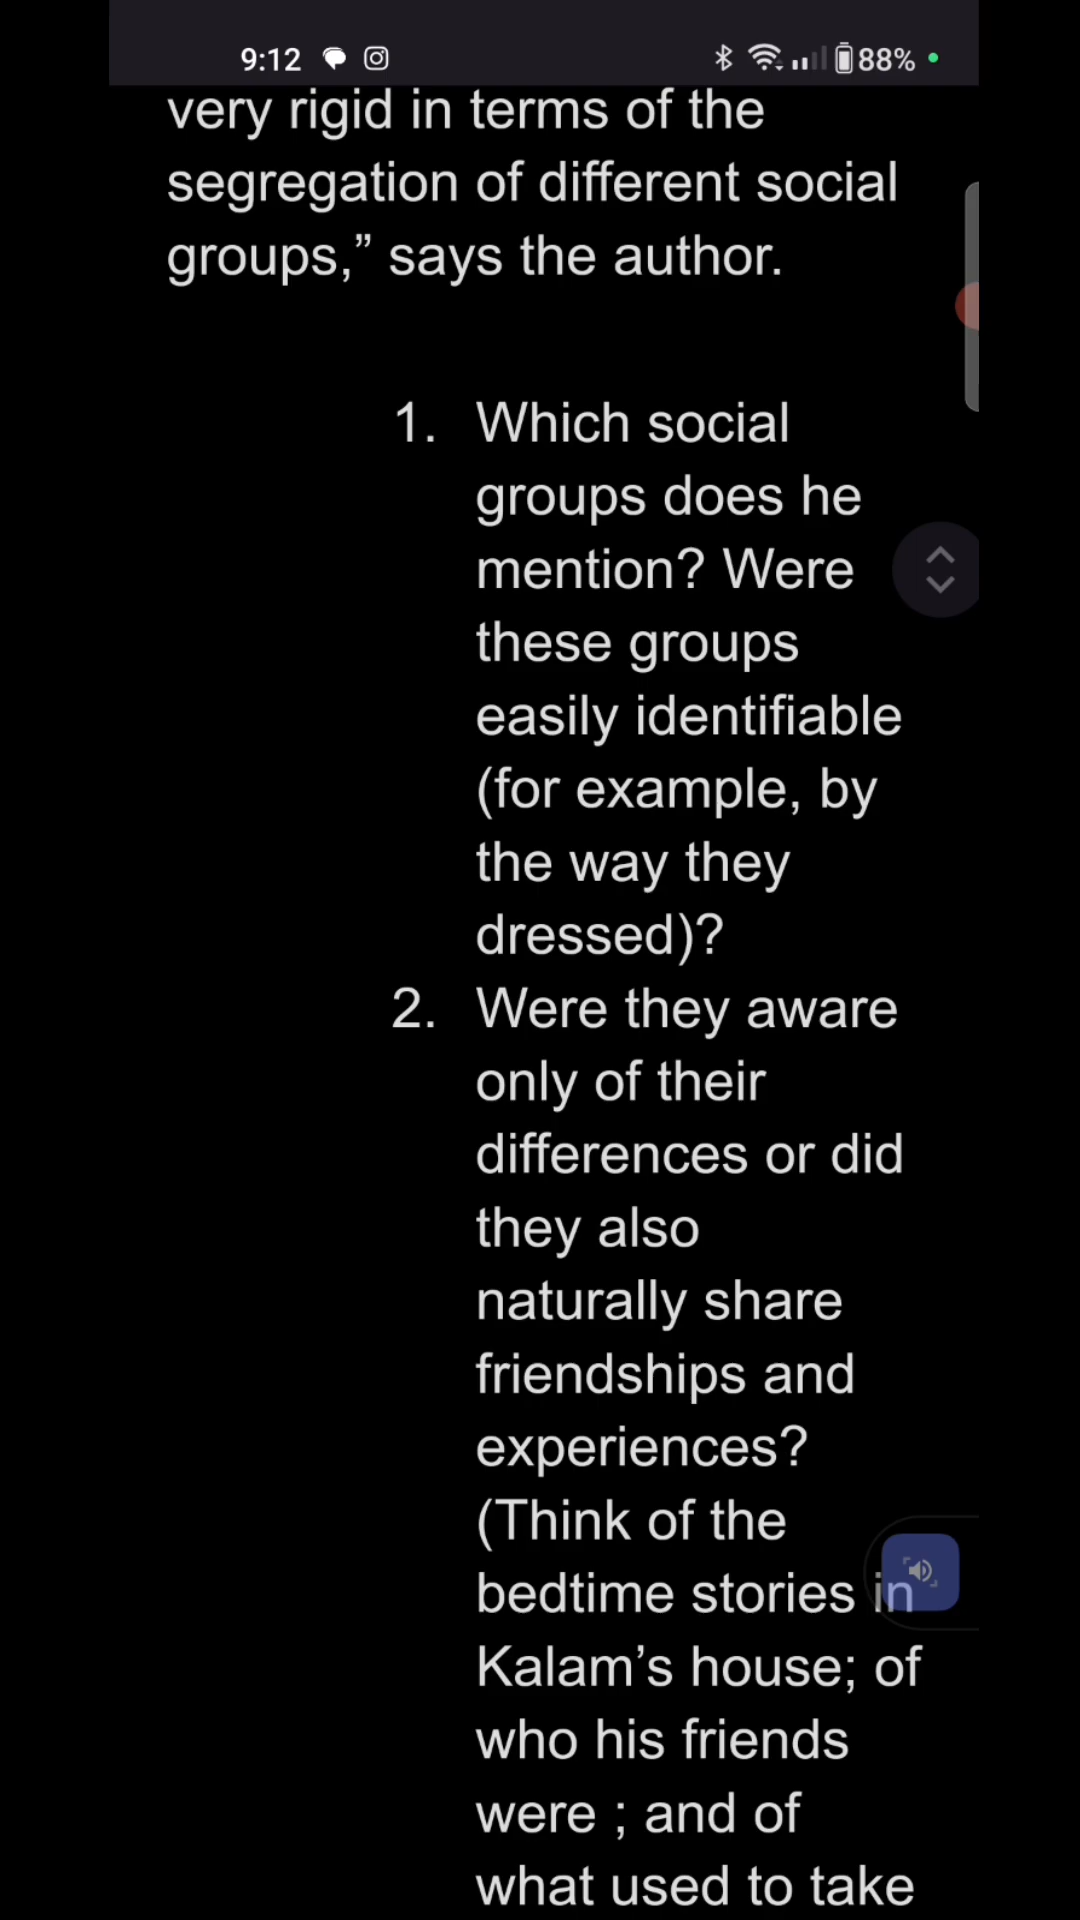 9:12 88%
very rigid in terms of the
segregation of different social
groups,” says the author.
1. Which social
groups does he
mention? Were
these groups
easily identifiable
(for example, by
the way they
dressed)?
2. Were they aware
only of their
differences or did
they also
naturally share
friendships and
experiences?
(Think of the
bedtime stories in
Kalam’s house; of
who his friends
were ; and of
what used to take